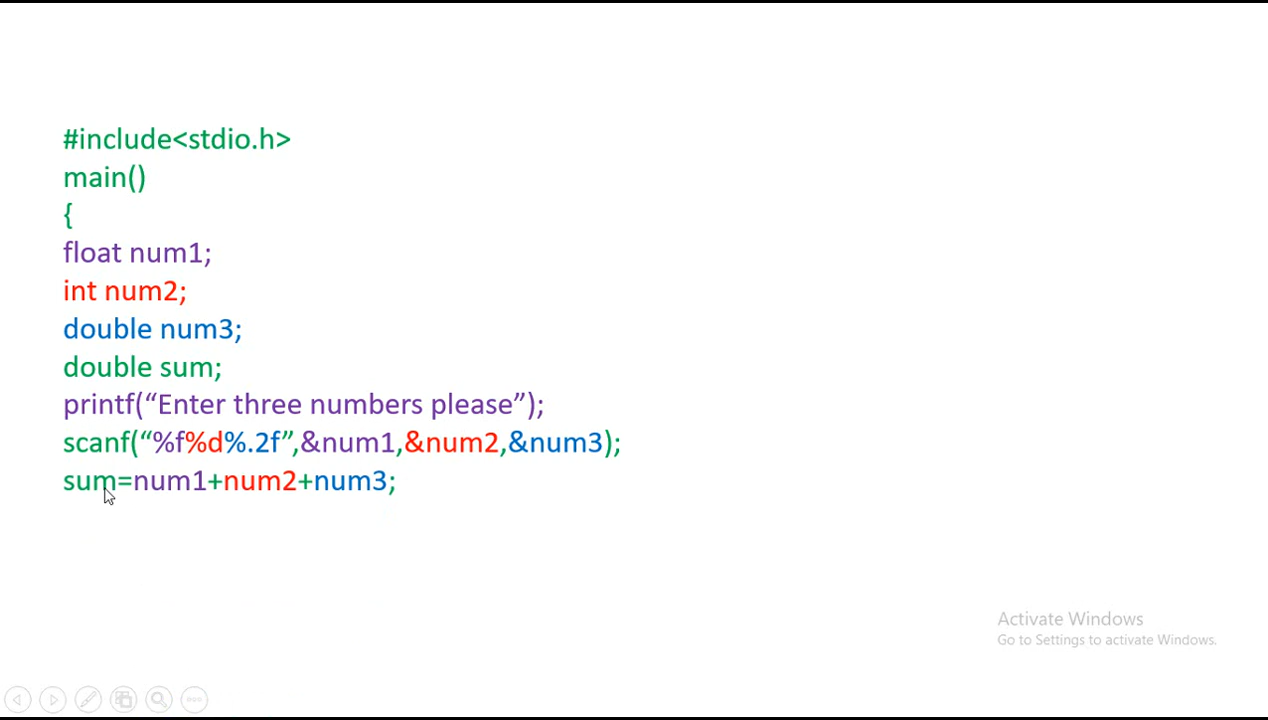 #include<stdio.h>
main()
{
float num1;
int num2;
double num3;
double sum;
printf(“Enter three numbers please”);
scanf(“%f%d%.2f”,&num1,&num2,&num3);
sum=num1+num2+num3;
Activate Windows
Go to Settings to activate Windows.